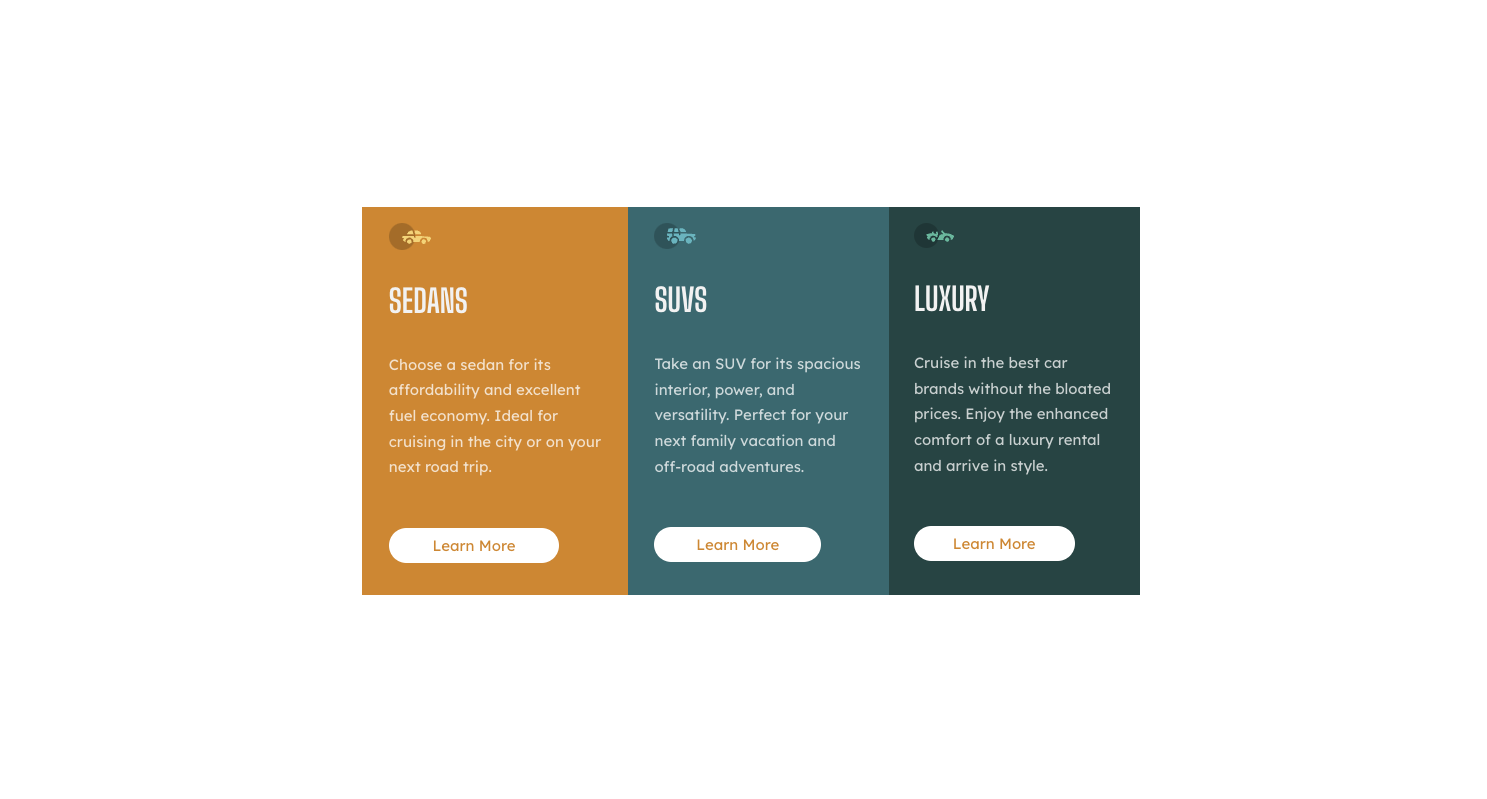 SEDANS
Choose a sedan for its
affordability and excellent
fuel economy. Ideal for
cruising in the city or on your
next road trip.
Learn More
SUVS
Take an SUV for its spacious
interior, power, and
versatility. Perfect for your
next family vacation and
off-road adventures.
Learn More
LUXURY
Cruise in the best car
brands without the bloated
prices. Enjoy the enhanced
comfort of a luxury rental
and arrive in style.
Learn More